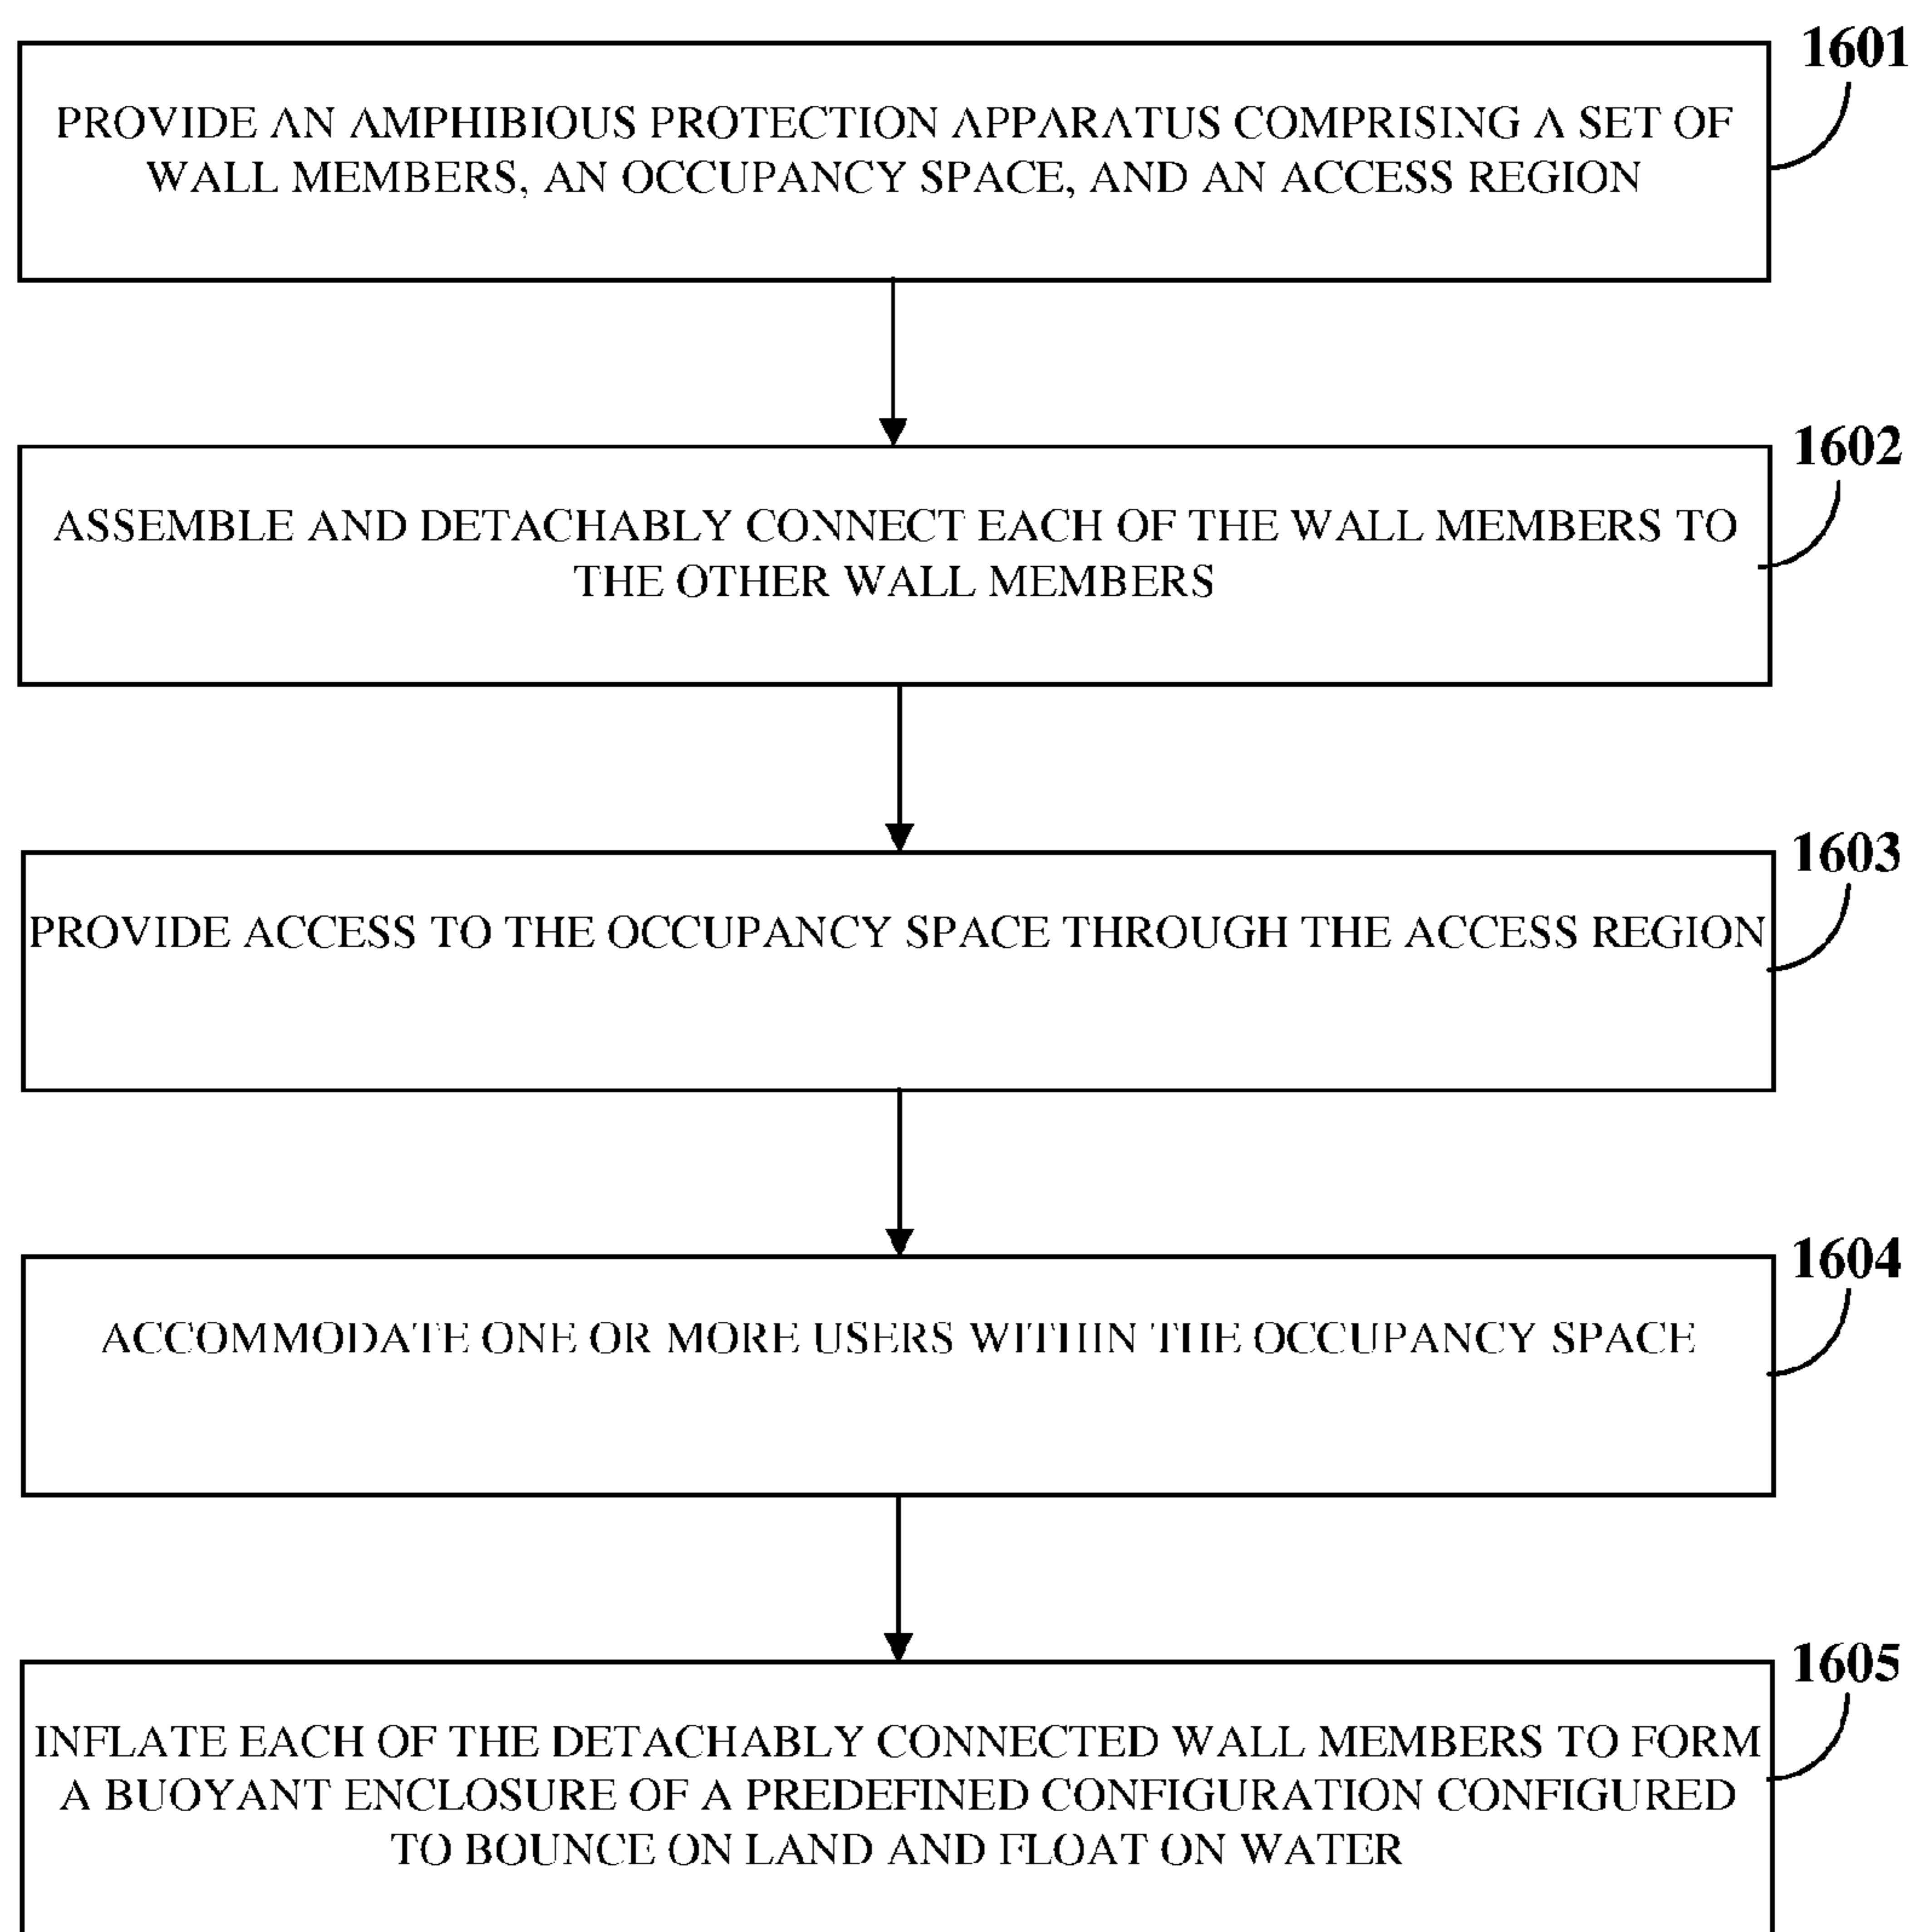 1601
PROVIDE AN AMPHIBIOUS PROTECTION APPARATUS COMPRISING A SET OF
WALL MEMBERS, AN OCCUPANCY SPACE, AND AN ACCESS REGION
1602
ASSEMBLE AND DETACHABLY CONNECT EACH OF THE WALL MEMBERS TO
THE OTHER WALL MEMBERS
1603
PROVIDE ACCESS TO THE OCCUPANCY SPACE THROUGH THE ACCESS REGION
1604
ACCOMMODATE ONE OR MORE USERS WITHIN THE OCCUPANCY SPACE
1605
INFLATE EACH OF THE DETACHABLY CONNECTED WALL MEMBERS TO FORM
A BUOYANT ENCLOSURE OF A PREDEFINED CONFIGURATION CONFIGURED
TO BOUNCE ON LAND AND FLOAT ON WATER